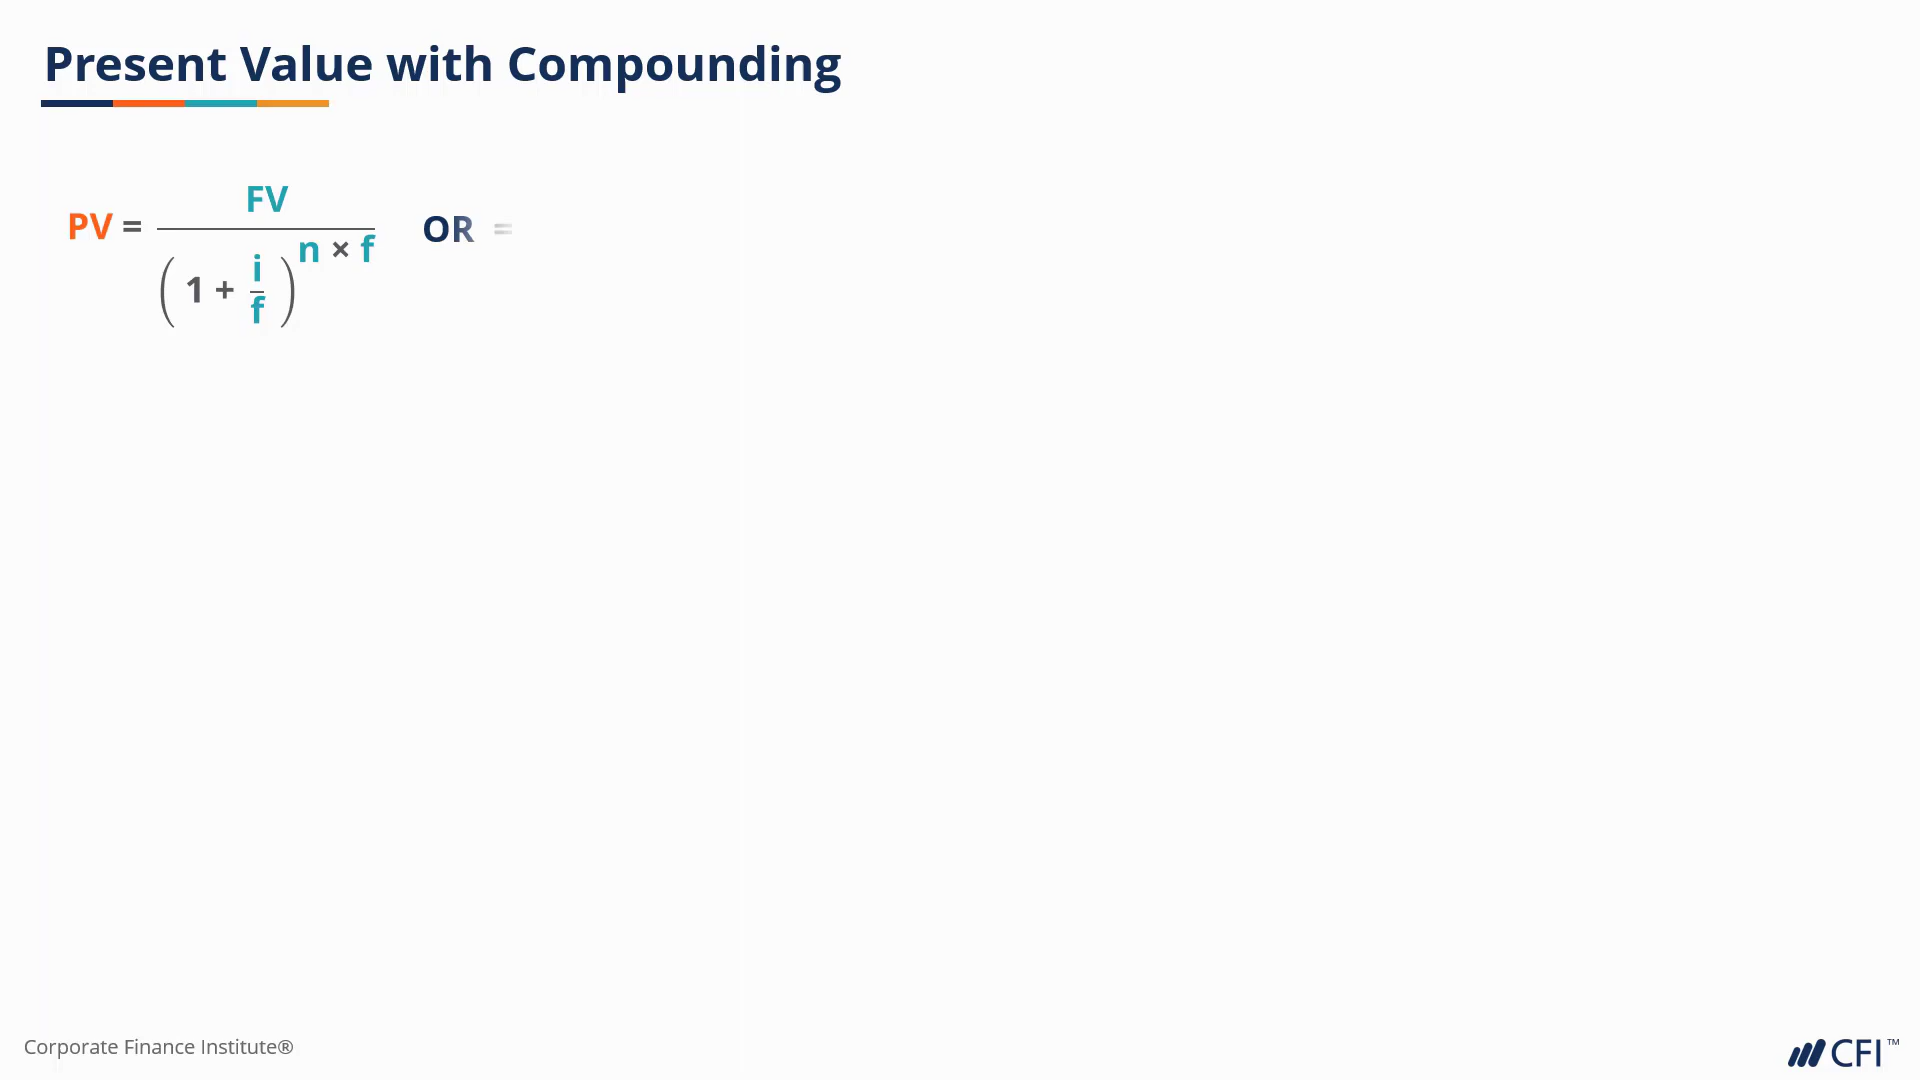 Present Value with Compounding
PV = FV / ( 1 + i / f ) n × f OR =
Corporate Finance Institute®
CFI™